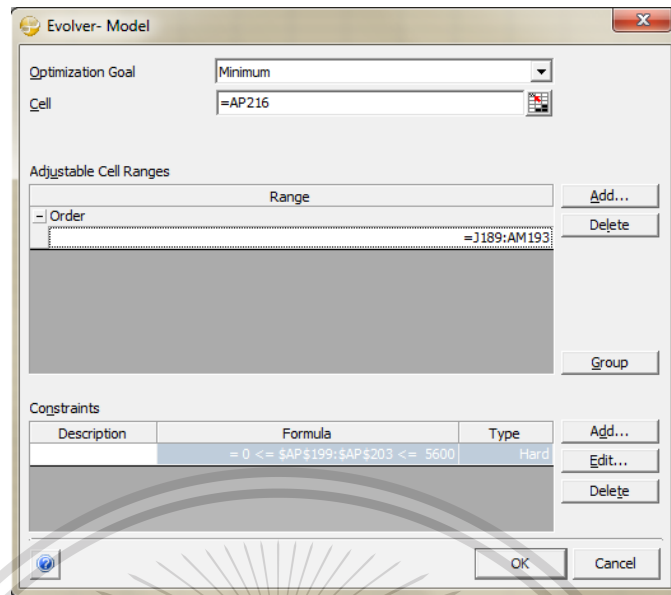 Evolver- Model
Optimization Goal Minimum
Cell =AP216
Adjustable Cell Ranges
Range Add...
Order Delete
=J189:AM193
Group
Constraints
Description Formula Type Add...
= 0 <= $AP$199:$AP$203 <= 5600 Hard Edit...
Delete
OK Cancel